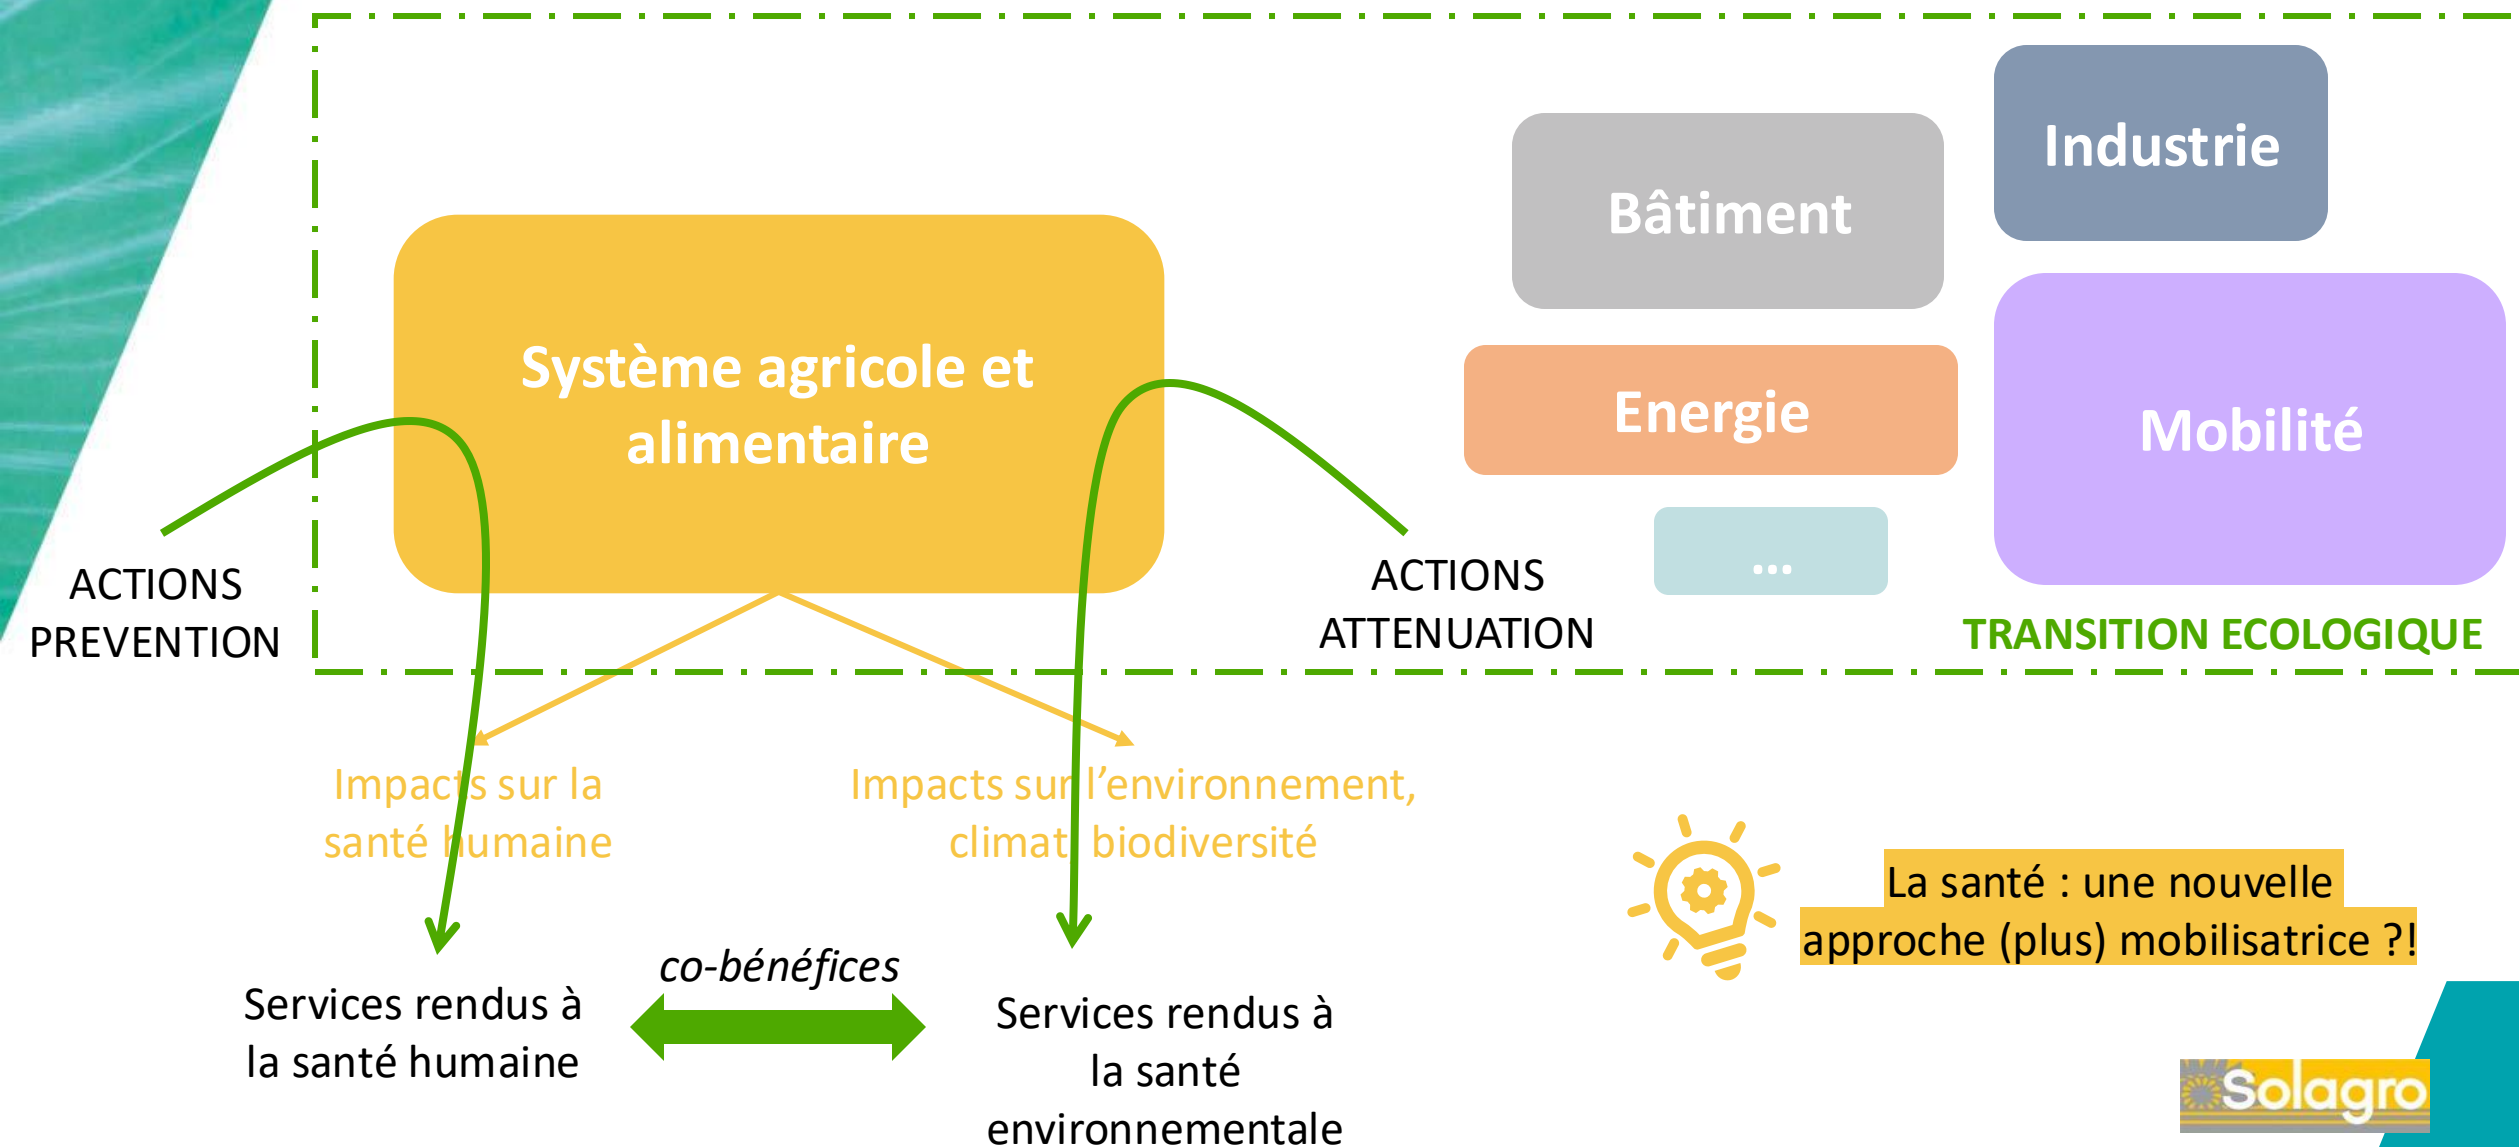 Industrie
Bâtiment
Système agricole et
alimentaire
Energie
Mobilité
...
ACTIONS
PREVENTION
ACTIONS
ATTENUATION
TRANSITION ECOLOGIQUE
Impacts sur la
santé humaine
Impacts sur l’environnement,
climat, biodiversité
La santé : une nouvelle
approche (plus) mobilisatrice ?!
co-bénéfices
Services rendus à
la santé humaine
Services rendus à
la santé
environnementale
Solagro